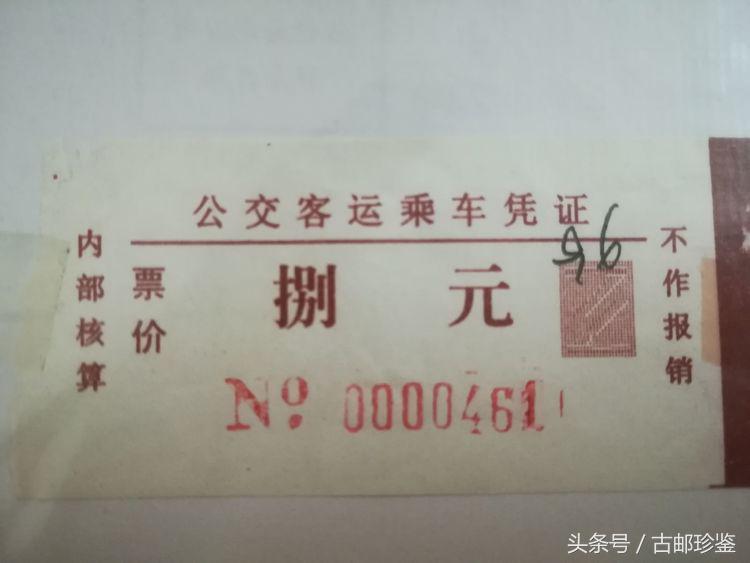 公交客运乘车凭证
内部核算
票价
捌元
不作报销
No 0000461
头条号/古邮珍鉴